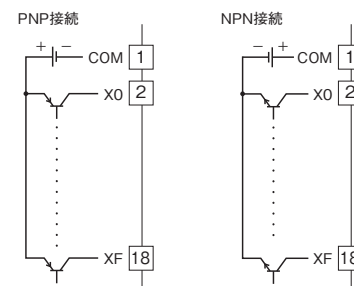 PNP接続
+ −
COM 1
X0 2
XF 18
NPN接続
− +
COM 1
X0 2
XF 18